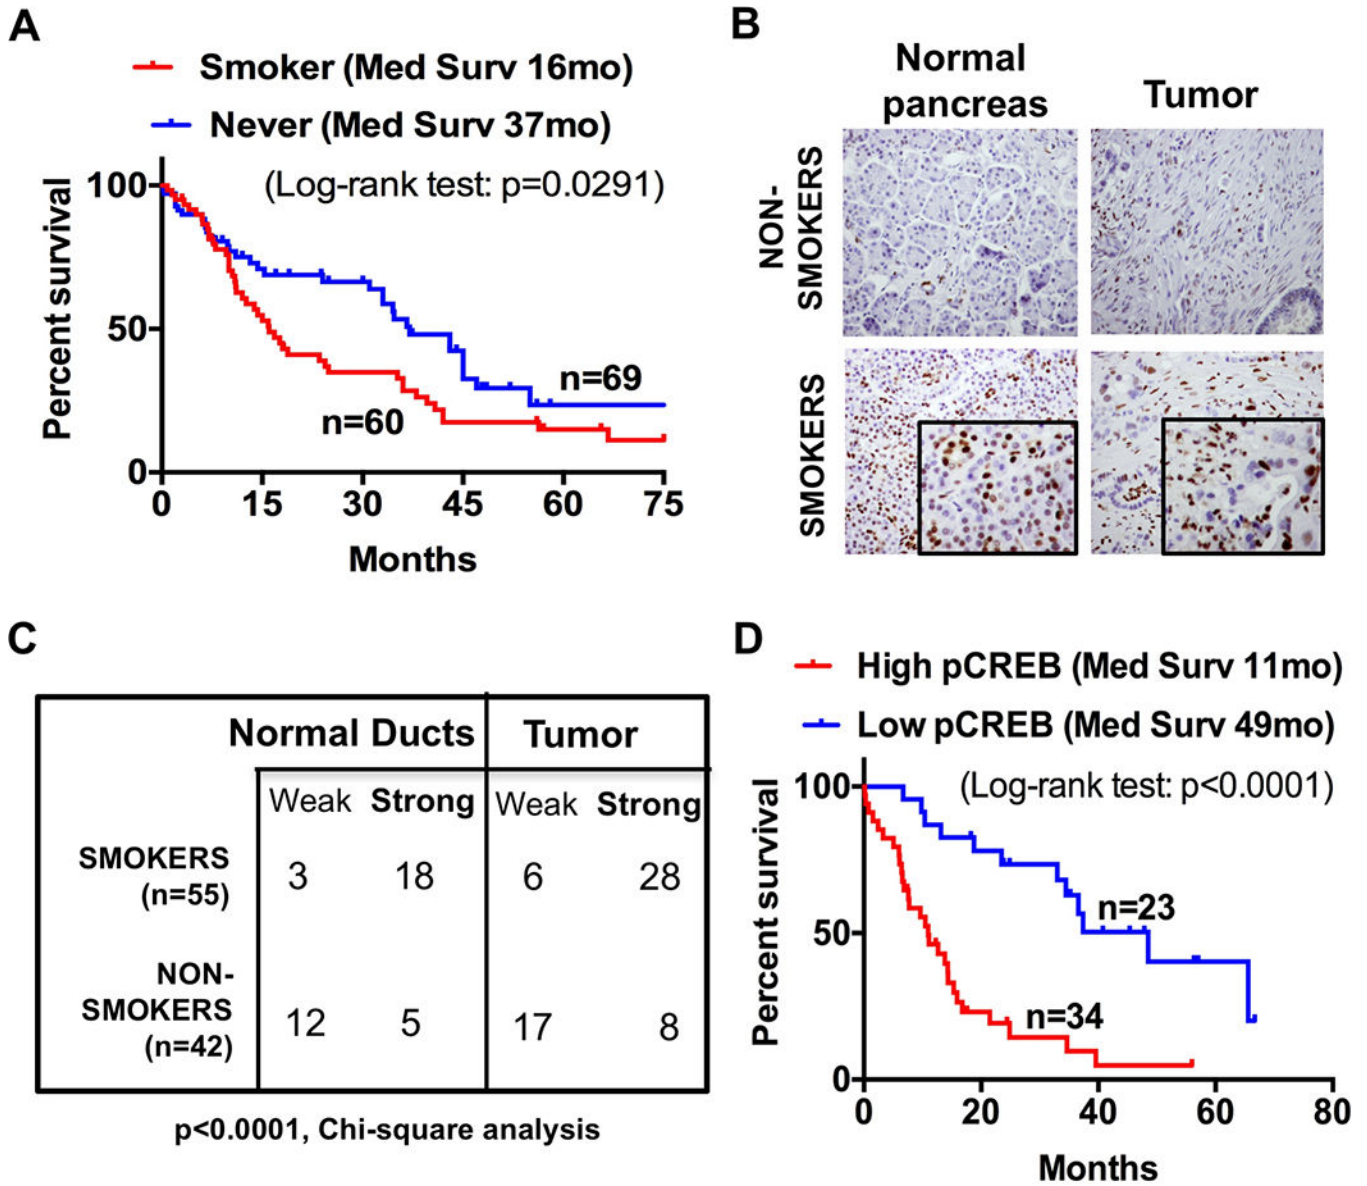 A
Smoker (Med Surv 16mo)
Never (Med Surv 37mo)
(Log-rank test: p=0.0291)
Percent survival
100
50
0
n=69
n=60
0 15 30 45 60 75
Months
B
Normal
pancreas
Tumor
NON-
SMOKERS
SMOKERS
C
Normal Ducts Tumor
Weak Strong Weak Strong
SMOKERS
(n=55)
3 18 6 28
NON-
SMOKERS
(n=42)
12 5 17 8
p<0.0001, Chi-square analysis
D
High pCREB (Med Surv 11mo)
Low pCREB (Med Surv 49mo)
(Log-rank test: p<0.0001)
Percent survival
100
50
0
n=23
n=34
0 20 40 60 80
Months